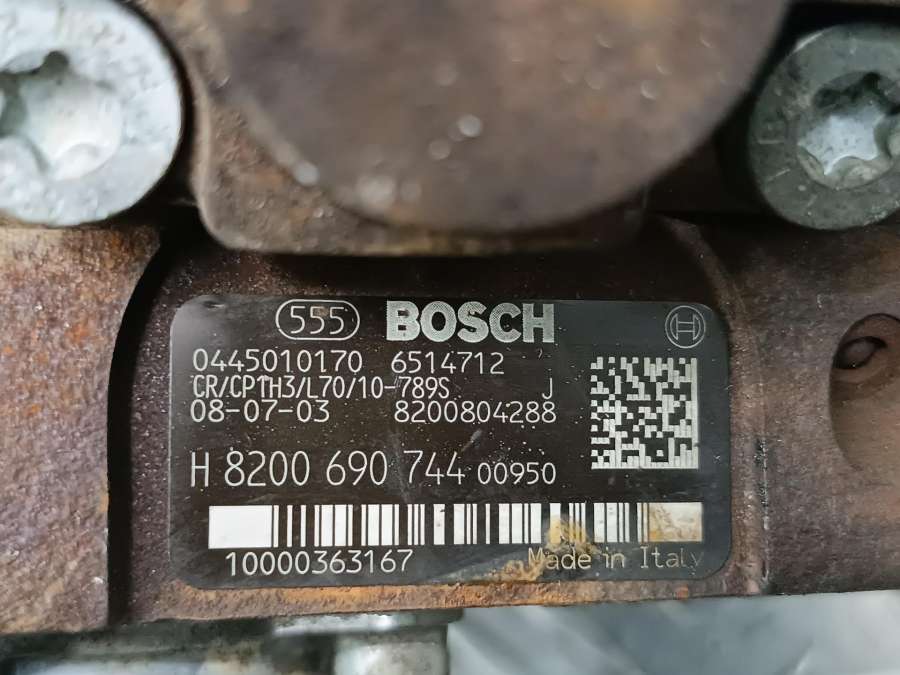 555 BOSCH
0445010170 6514712
CR/CP1H3/L70/10-789S J
08-07-03 8200804288
H 8200 690 744 00950
10000363167 Made in Italy